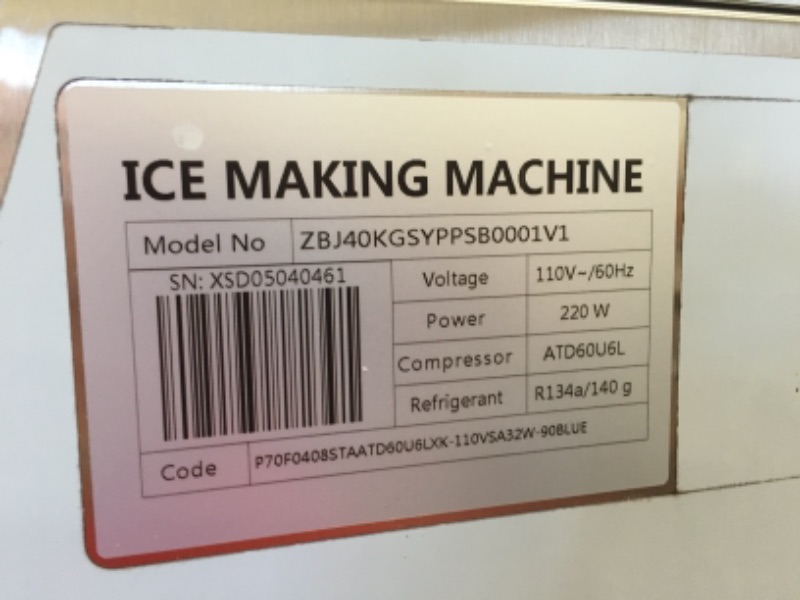 ICE MAKING MACHINE
Model No ZBJ40KGSYPPSB0001V1
SN: XSD05040461
Voltage 110V~/60Hz
Power 220 W
Compressor ATD60U6L
Refrigerant R134a/140 g
Code P70F0408STAATD60U6LXK-110VSA32W-90BLUE